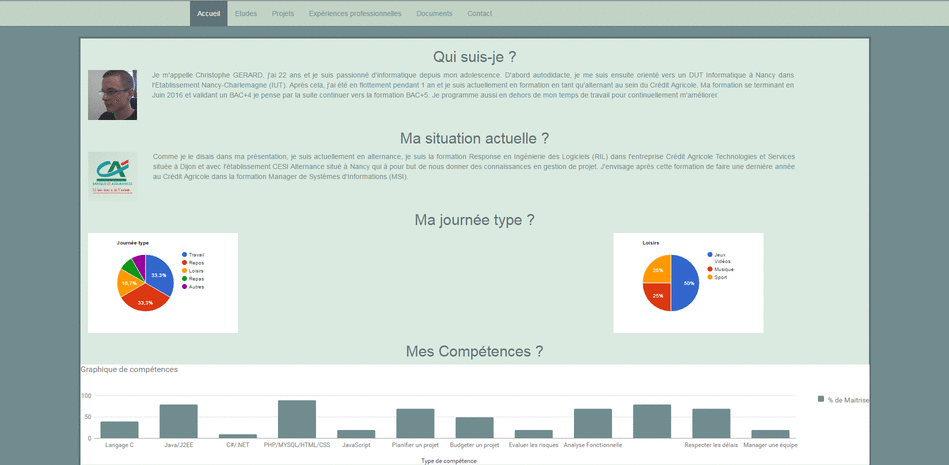 Accueil Etudes Projets Expériences professionnelles Documents Contact
Qui suis-je ?
Je m'appelle Christophe GERARD, j'ai 22 ans et je suis passionné d'informatique depuis mon adolescence. D'abord autodidacte, je me suis ensuite orienté vers un DUT Informatique à Nancy dans
l'Etablissement Nancy-Charlemagne (IUT). Après cela, j'ai été en flottement pendant 1 an et je suis actuellement en formation en tant qu'alternant au sein du Crédit Agricole. Ma formation se terminant en
Juin 2016 et validant un BAC+4 je pense par la suite continuer vers la formation BAC+5. Je programme aussi en dehors de mon temps de travail pour continuellement m'améliorer.
Ma situation actuelle ?
Comme je le disais dans ma présentation, je suis actuellement en alternance, je suis la formation Response en Ingénierie des Logiciels (RIL) dans l'entreprise Crédit Agricole Technologies et Services
située à Dijon et avec l'établissement CESI Alternance situé à Nancy qui à pour but de nous donner des connaissances en gestion de projet. J'envisage après cette formation de faire une dernière année
au Crédit Agricole dans la formation Manager de Systèmes d'Informations (MSI).
Ma journée type ?
Journée type
Travail
Repos
Loisirs
Repas
Autres
33,3%
16,7%
33,3%
Loisirs
Jeux
Vidéos
Musique
Sport
25%
50%
25%
Mes Compétences ?
Graphique de compétences
100
50
0
% de Maitrise
Langage C Java/J2EE C#/.NET PHP/MYSQL/HTML/CSS JavaScript Planifier un projet Budgeter un projet Evaluer les risques Analyse Fonctionnelle Respecter les délais Manager une équipe
Type de compétence